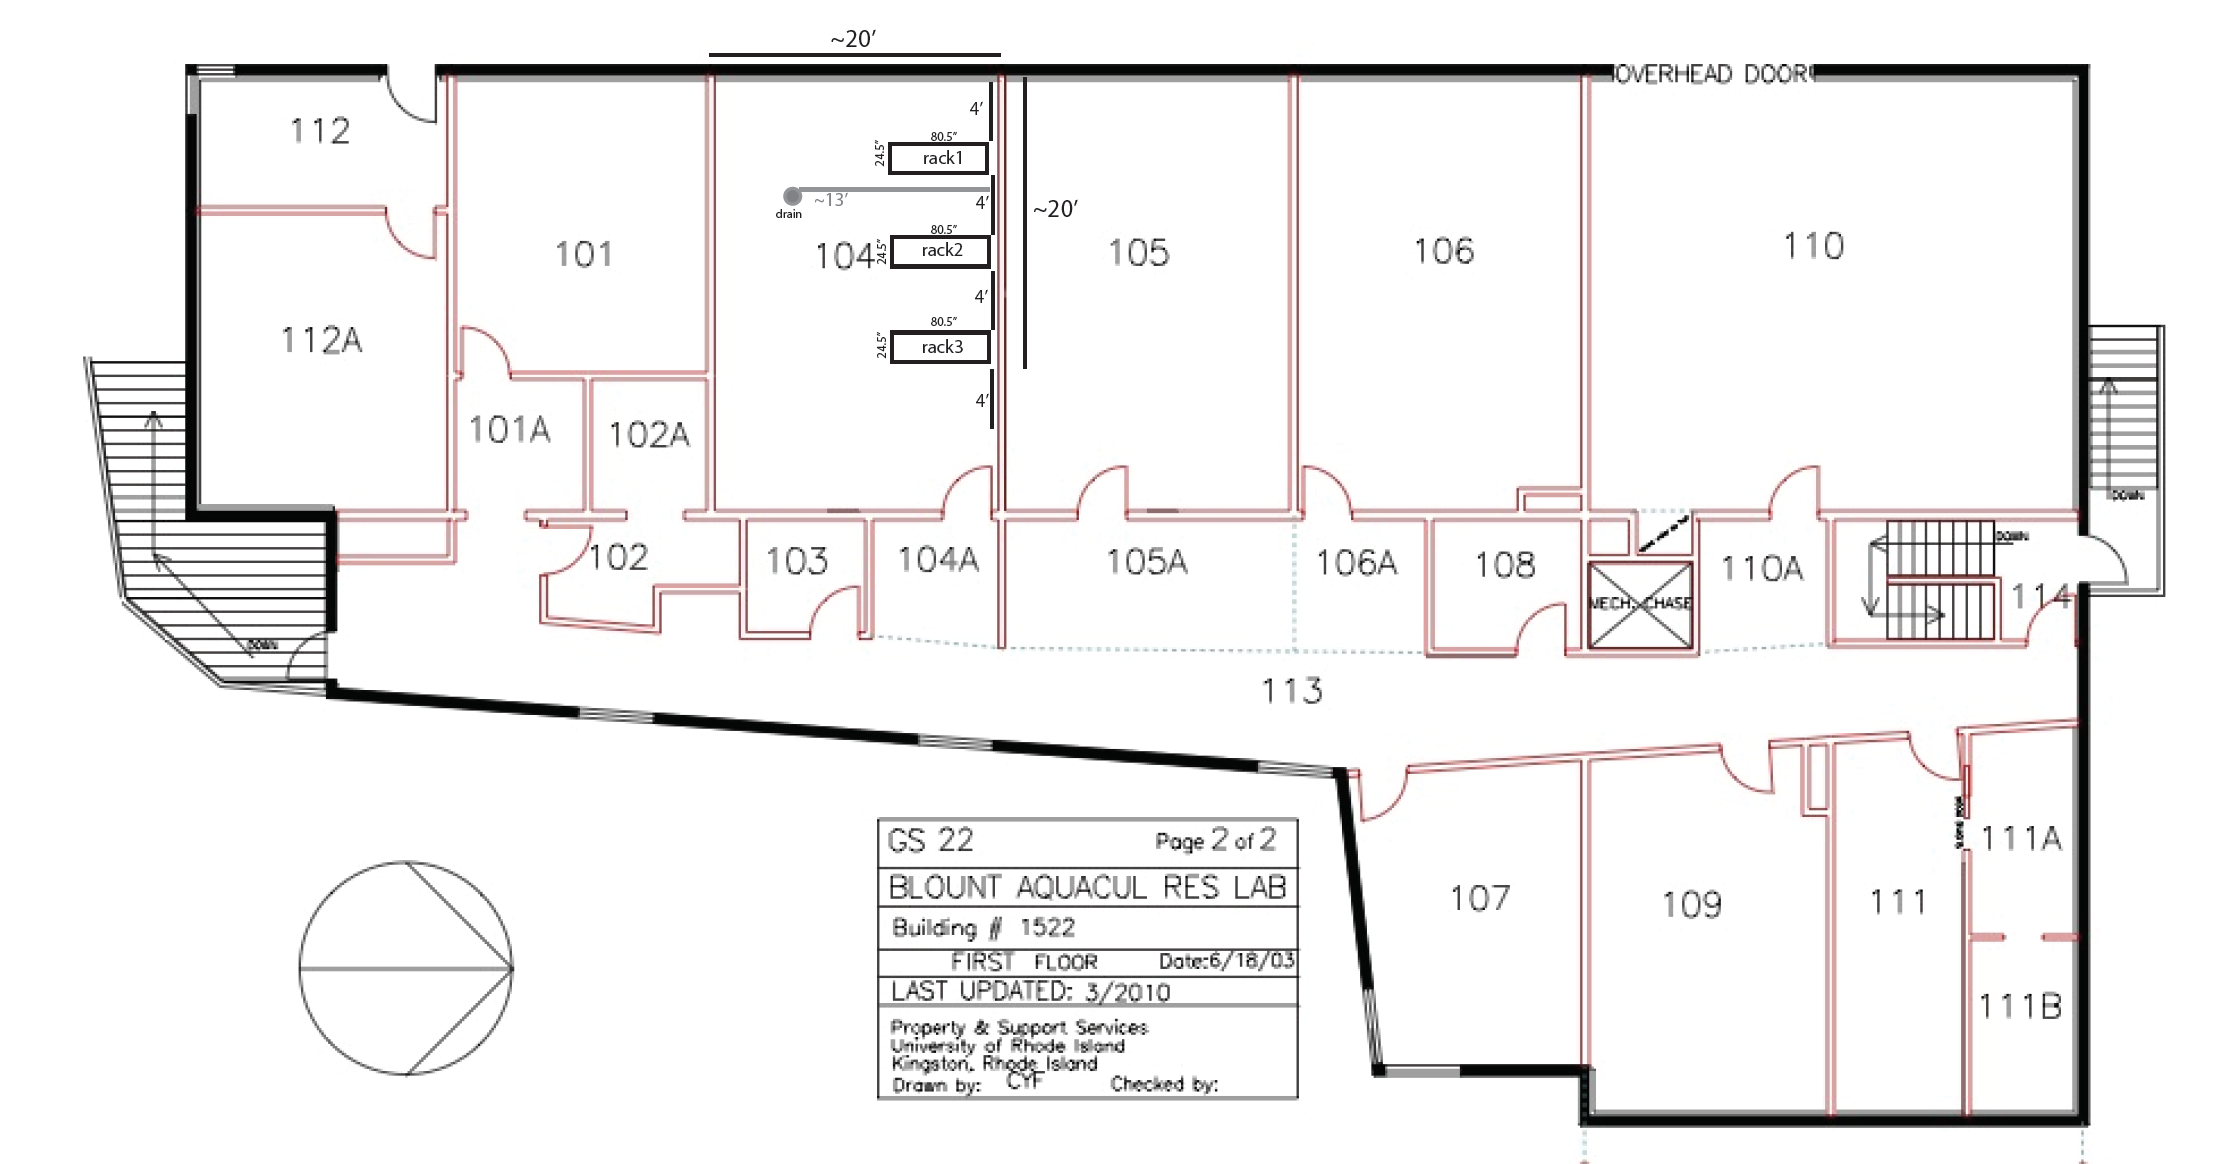 ~20'
OVERHEAD DOOR
112
4'
80.5"
24.5"
rack1
~13'
drain
4'
~20'
80.5"
24.5"
rack2
101
104
105
106
110
4'
80.5"
24.5"
rack3
112A
4'
101A
102A
DOWN
DOWN
102
103
104A
105A
106A
108
110A
MECH. CHASE
114
DOWN
113
GS 22 Page 2 of 2
BLOUNT AQUACUL RES LAB
Building # 1522
FIRST FLOOR Date:6/18/03
LAST UPDATED: 3/2010
Property & Support Services
University of Rhode Island
Kingston, Rhode Island
Drawn by: CYF Checked by:
107
109
111
111A
111B